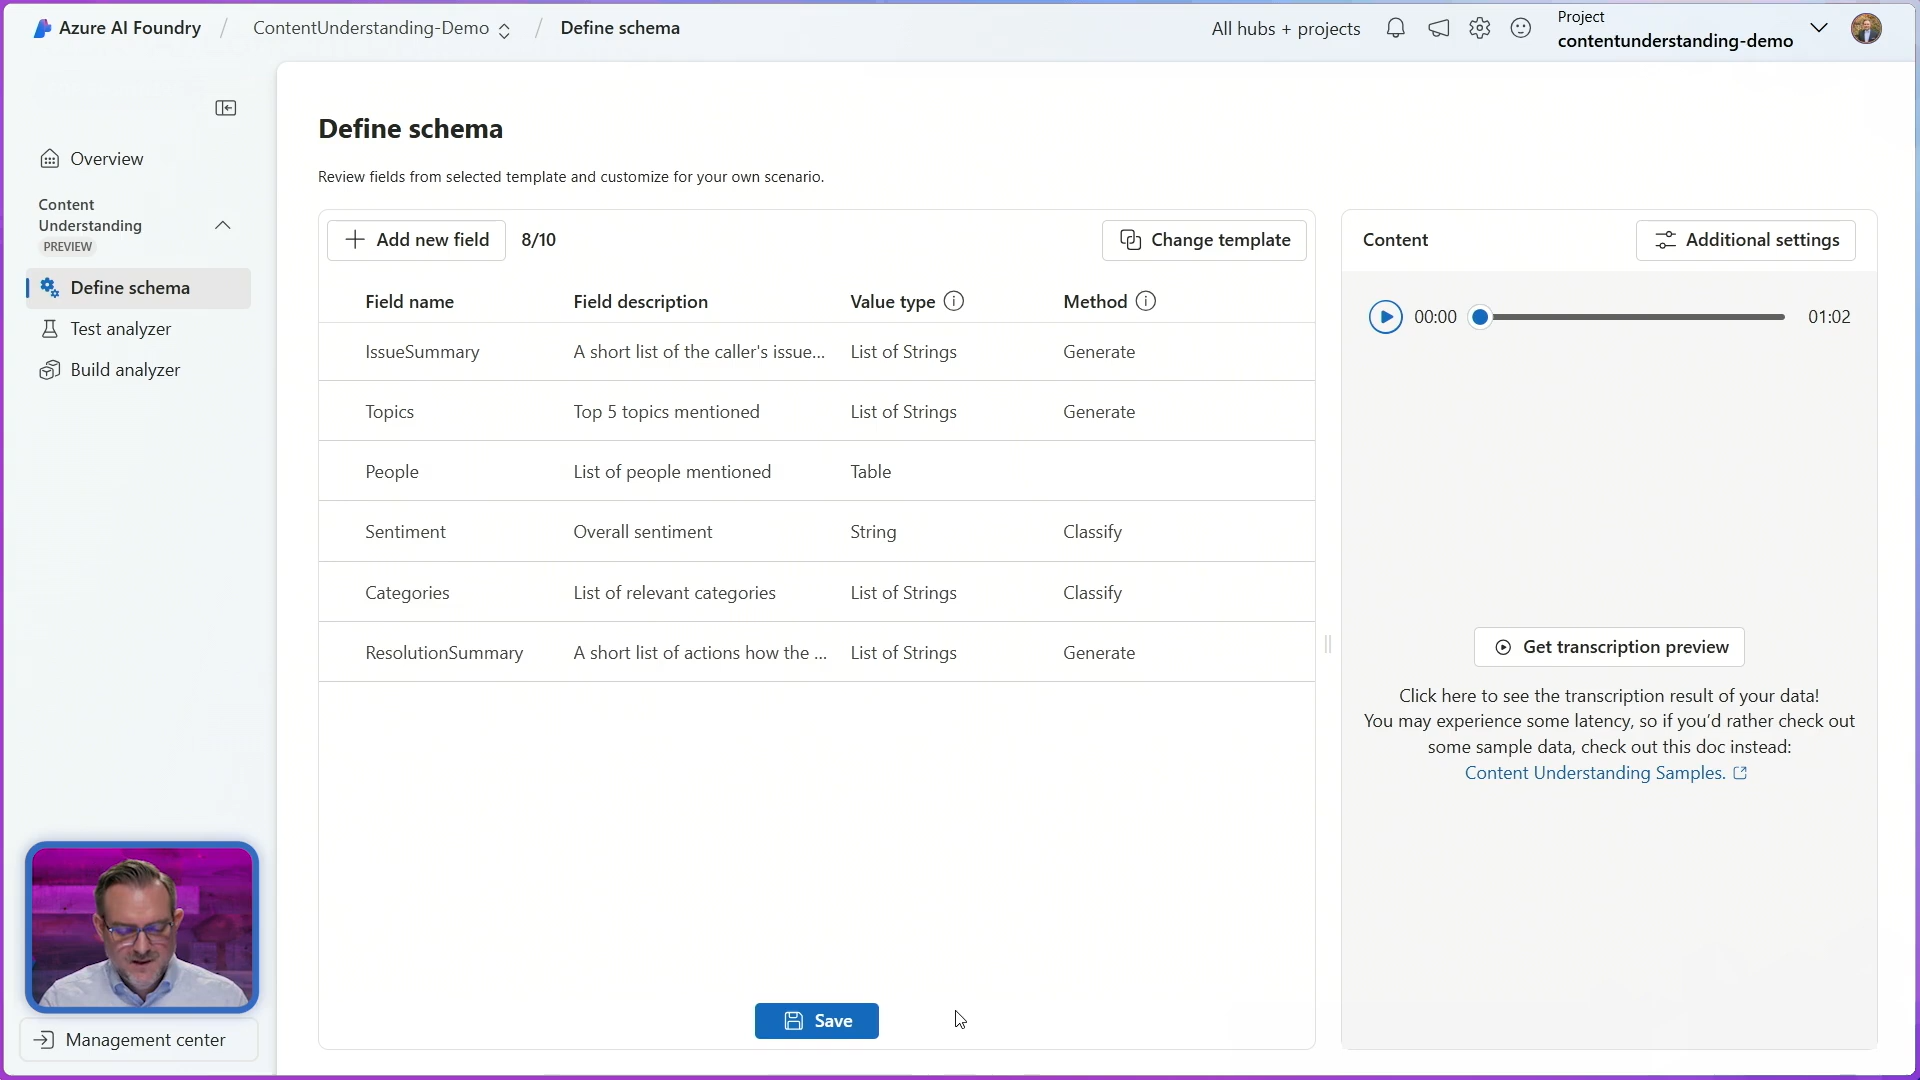 Azure AI Foundry / ContentUnderstanding-Demo / Define schema
All hubs + projects
Project
contentunderstanding-demo
Overview
Content
Understanding
PREVIEW
Define schema
Test analyzer
Build analyzer
Management center
Define schema
Review fields from selected template and customize for your own scenario.
Add new field 8/10 Change template
Field name Field description Value type Method
IssueSummary A short list of the caller's issue... List of Strings Generate
Topics Top 5 topics mentioned List of Strings Generate
People List of people mentioned Table
Sentiment Overall sentiment String Classify
Categories List of relevant categories List of Strings Classify
ResolutionSummary A short list of actions how the ... List of Strings Generate
Save
Content Additional settings
00:00 01:02
Get transcription preview
Click here to see the transcription result of your data!
You may experience some latency, so if you’d rather check out
some sample data, check out this doc instead:
Content Understanding Samples.